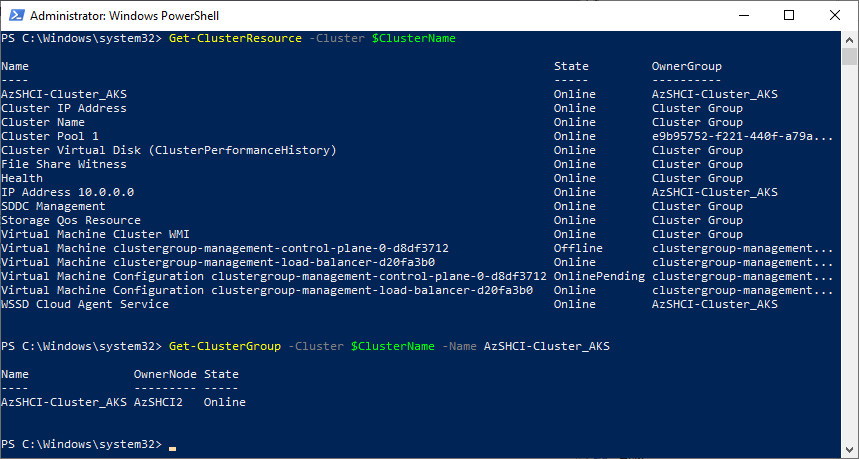 Administrator: Windows PowerShell
PS C:\Windows\system32> Get-ClusterResource -Cluster $ClusterName
Name State OwnerGroup
---- ----- ----------
AzSHCI-Cluster_AKS Online AzSHCI-Cluster_AKS
Cluster IP Address Online Cluster Group
Cluster Name Online Cluster Group
Cluster Pool 1 Online e9b95752-f221-440f-a79a...
Cluster Virtual Disk (ClusterPerformanceHistory) Online Cluster Group
File Share Witness Online Cluster Group
Health Online Cluster Group
IP Address 10.0.0.0 Online AzSHCI-Cluster_AKS
SDDC Management Online Cluster Group
Storage Qos Resource Online Cluster Group
Virtual Machine Cluster WMI Online Cluster Group
Virtual Machine clustergroup-management-control-plane-0-d8df3712 Offline clustergroup-management...
Virtual Machine clustergroup-management-load-balancer-d20fa3b0 Online clustergroup-management...
Virtual Machine Configuration clustergroup-management-control-plane-0-d8df3712 OnlinePending clustergroup-management...
Virtual Machine Configuration clustergroup-management-load-balancer-d20fa3b0 Online clustergroup-management...
WSSD Cloud Agent Service Online AzSHCI-Cluster_AKS
PS C:\Windows\system32> Get-ClusterGroup -Cluster $ClusterName -Name AzSHCI-Cluster_AKS
Name OwnerNode State
---- --------- -----
AzSHCI-Cluster_AKS AzSHCI2 Online
PS C:\Windows\system32>